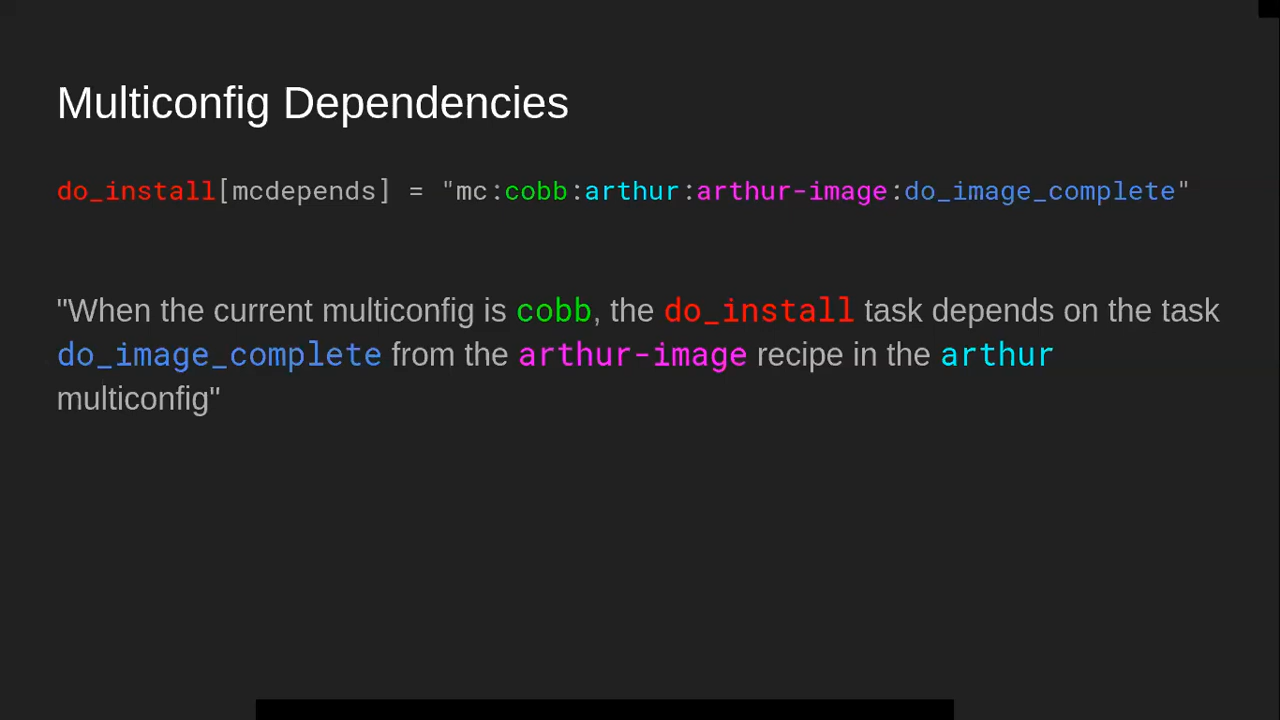 Multiconfig Dependencies
do_install[mcdepends] = "mc:cobb:arthur:arthur-image:do_image_complete"
"When the current multiconfig is cobb, the do_install task depends on the task
do_image_complete from the arthur-image recipe in the arthur
multiconfig"